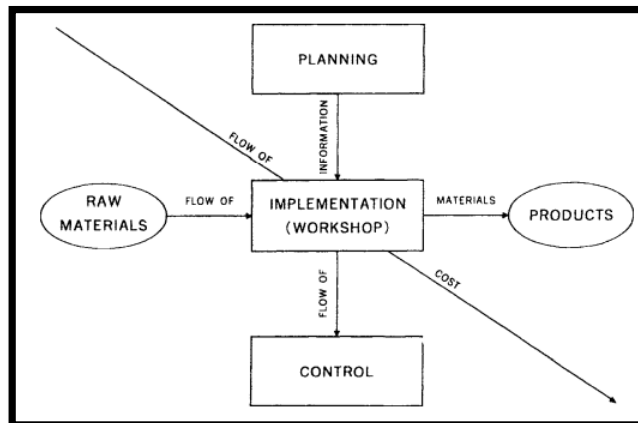 PLANNING
FLOW OF
INFORMATION
RAW
MATERIALS
FLOW OF
IMPLEMENTATION
(WORKSHOP)
MATERIALS
PRODUCTS
FLOW OF
COST
CONTROL